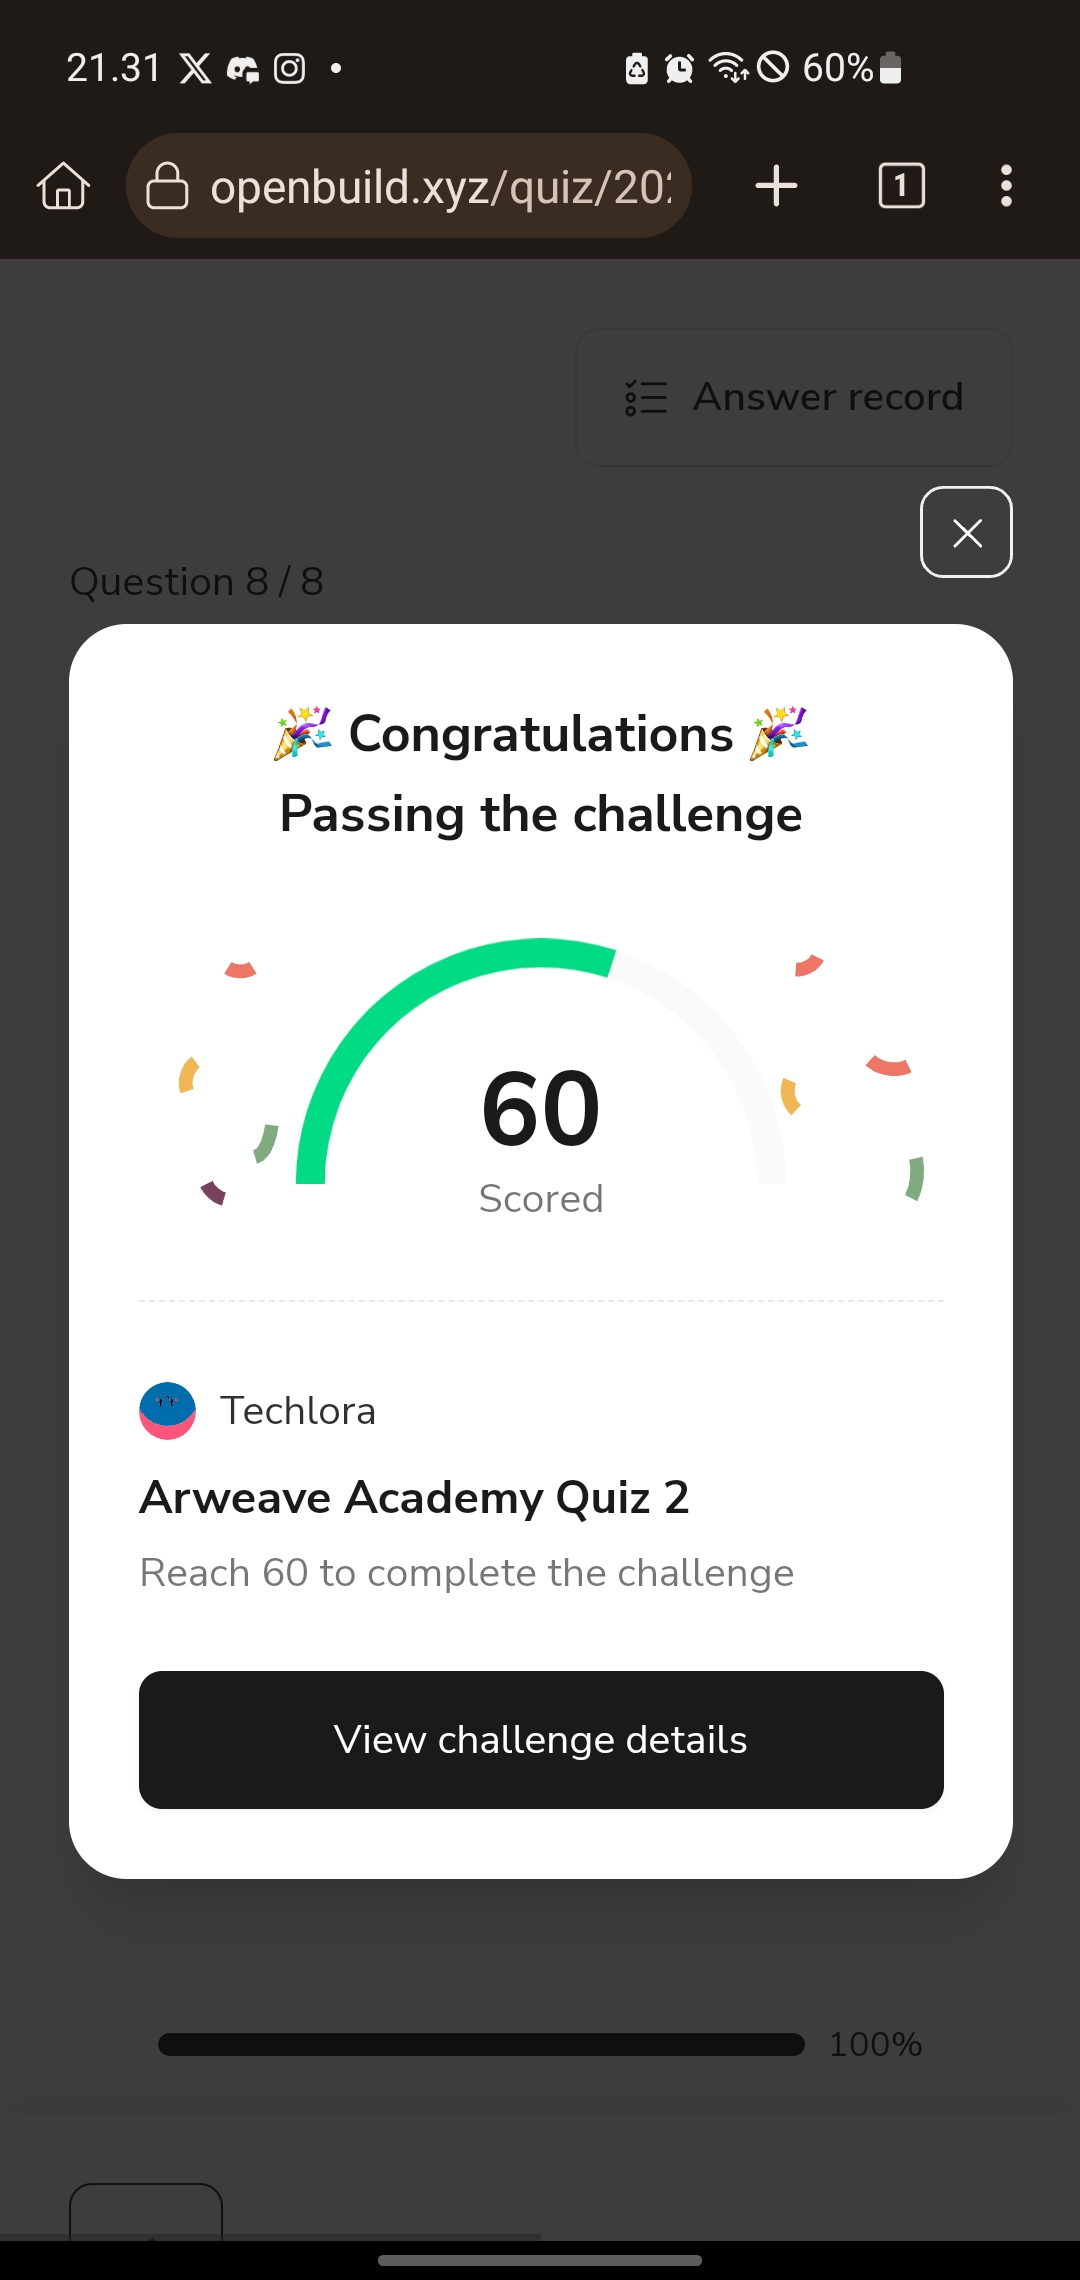 21.31 60%
openbuild.xyz/quiz/20
1
Answer record
Question 8 / 8
🎉 Congratulations 🎉
Passing the challenge
60
Scored
Techlora
Arweave Academy Quiz 2
Reach 60 to complete the challenge
View challenge details
100%